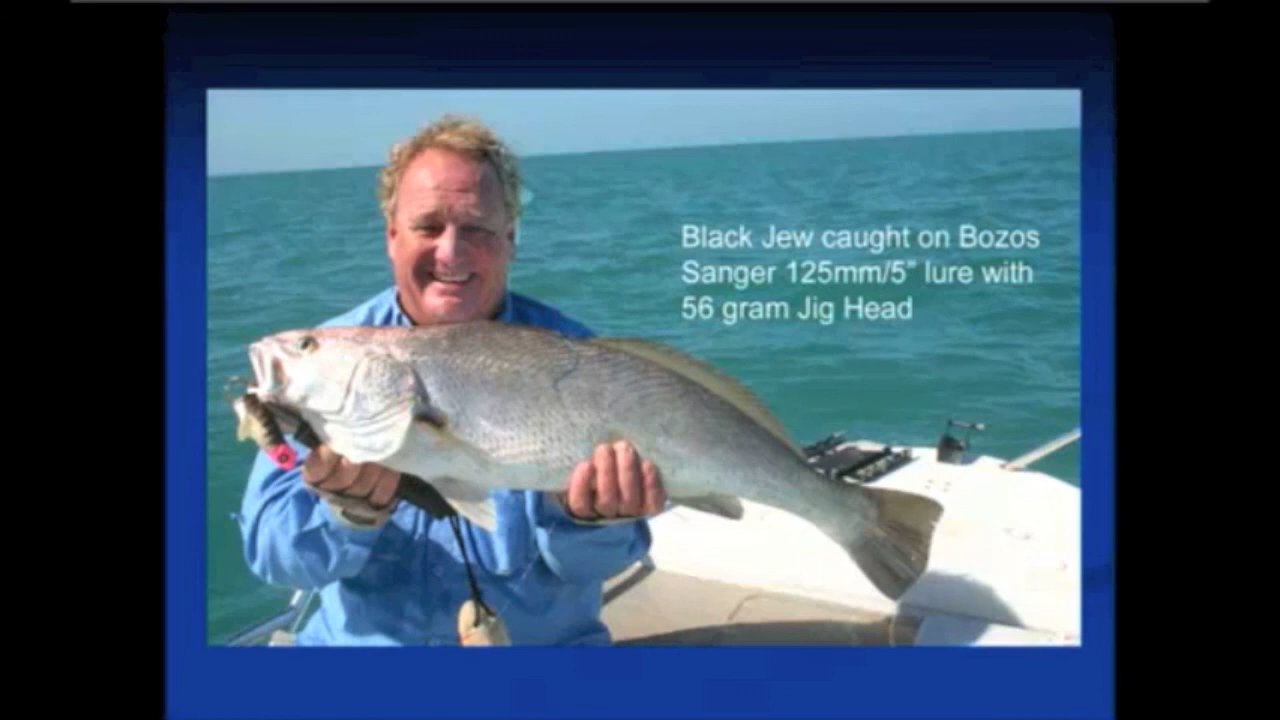 Black Jew caught on Bozos
Sanger 125mm/5" lure with
56 gram Jig Head